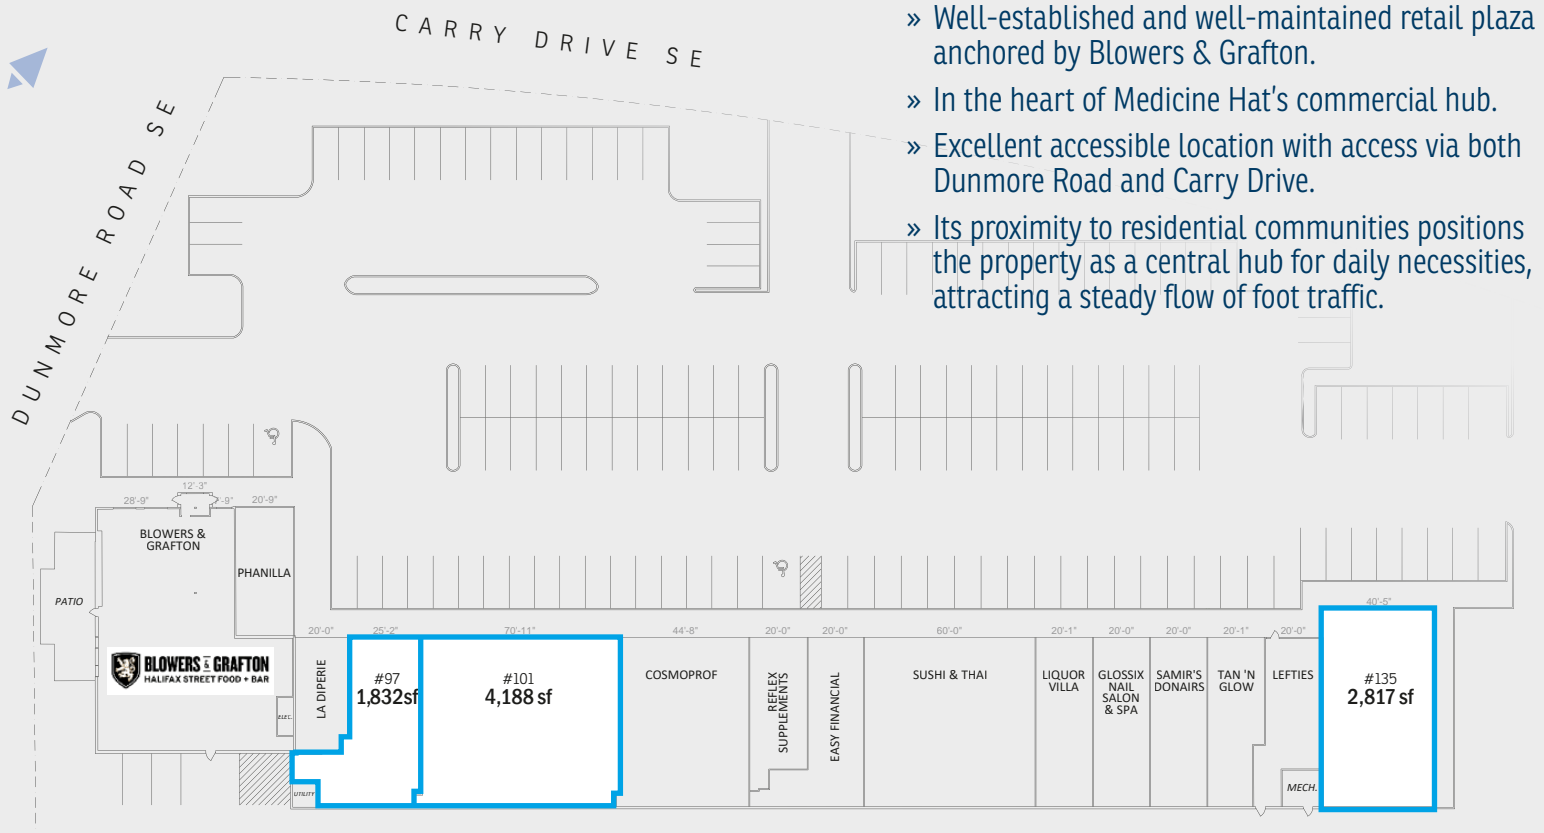 CARRY DRIVE SE
DUNMORE ROAD SE
» Well-established and well-maintained retail plaza
anchored by Blowers & Grafton.
» In the heart of Medicine Hat's commercial hub.
» Excellent accessible location with access via both
Dunmore Road and Carry Drive.
» Its proximity to residential communities positions
the property as a central hub for daily necessities,
attracting a steady flow of foot traffic.
28'-9"
12'-3"
'-9"
20'-9"
BLOWERS &
GRAFTON
PHANILLA
PATIO
BLOWERS & GRAFTON
HALIFAX STREET FOOD + BAR
ELEC.
UTILITY
20'-0"
LA DIPERIE
25'-2"
#97
1,832sf
70'-11"
#101
4,188 sf
44'-8"
COSMOPROF
20'-0"
REFLEX
SUPPLEMENTS
20'-0"
EASY FINANCIAL
60'-0"
SUSHI & THAI
20'-1"
LIQUOR
VILLA
20'-0"
GLOSSIX
NAIL
SALON
& SPA
20'-0"
SAMIR'S
DONAIRS
20'-1"
TAN 'N
GLOW
20'-0"
LEFTIES
MECH.
40'-5"
#135
2,817 sf